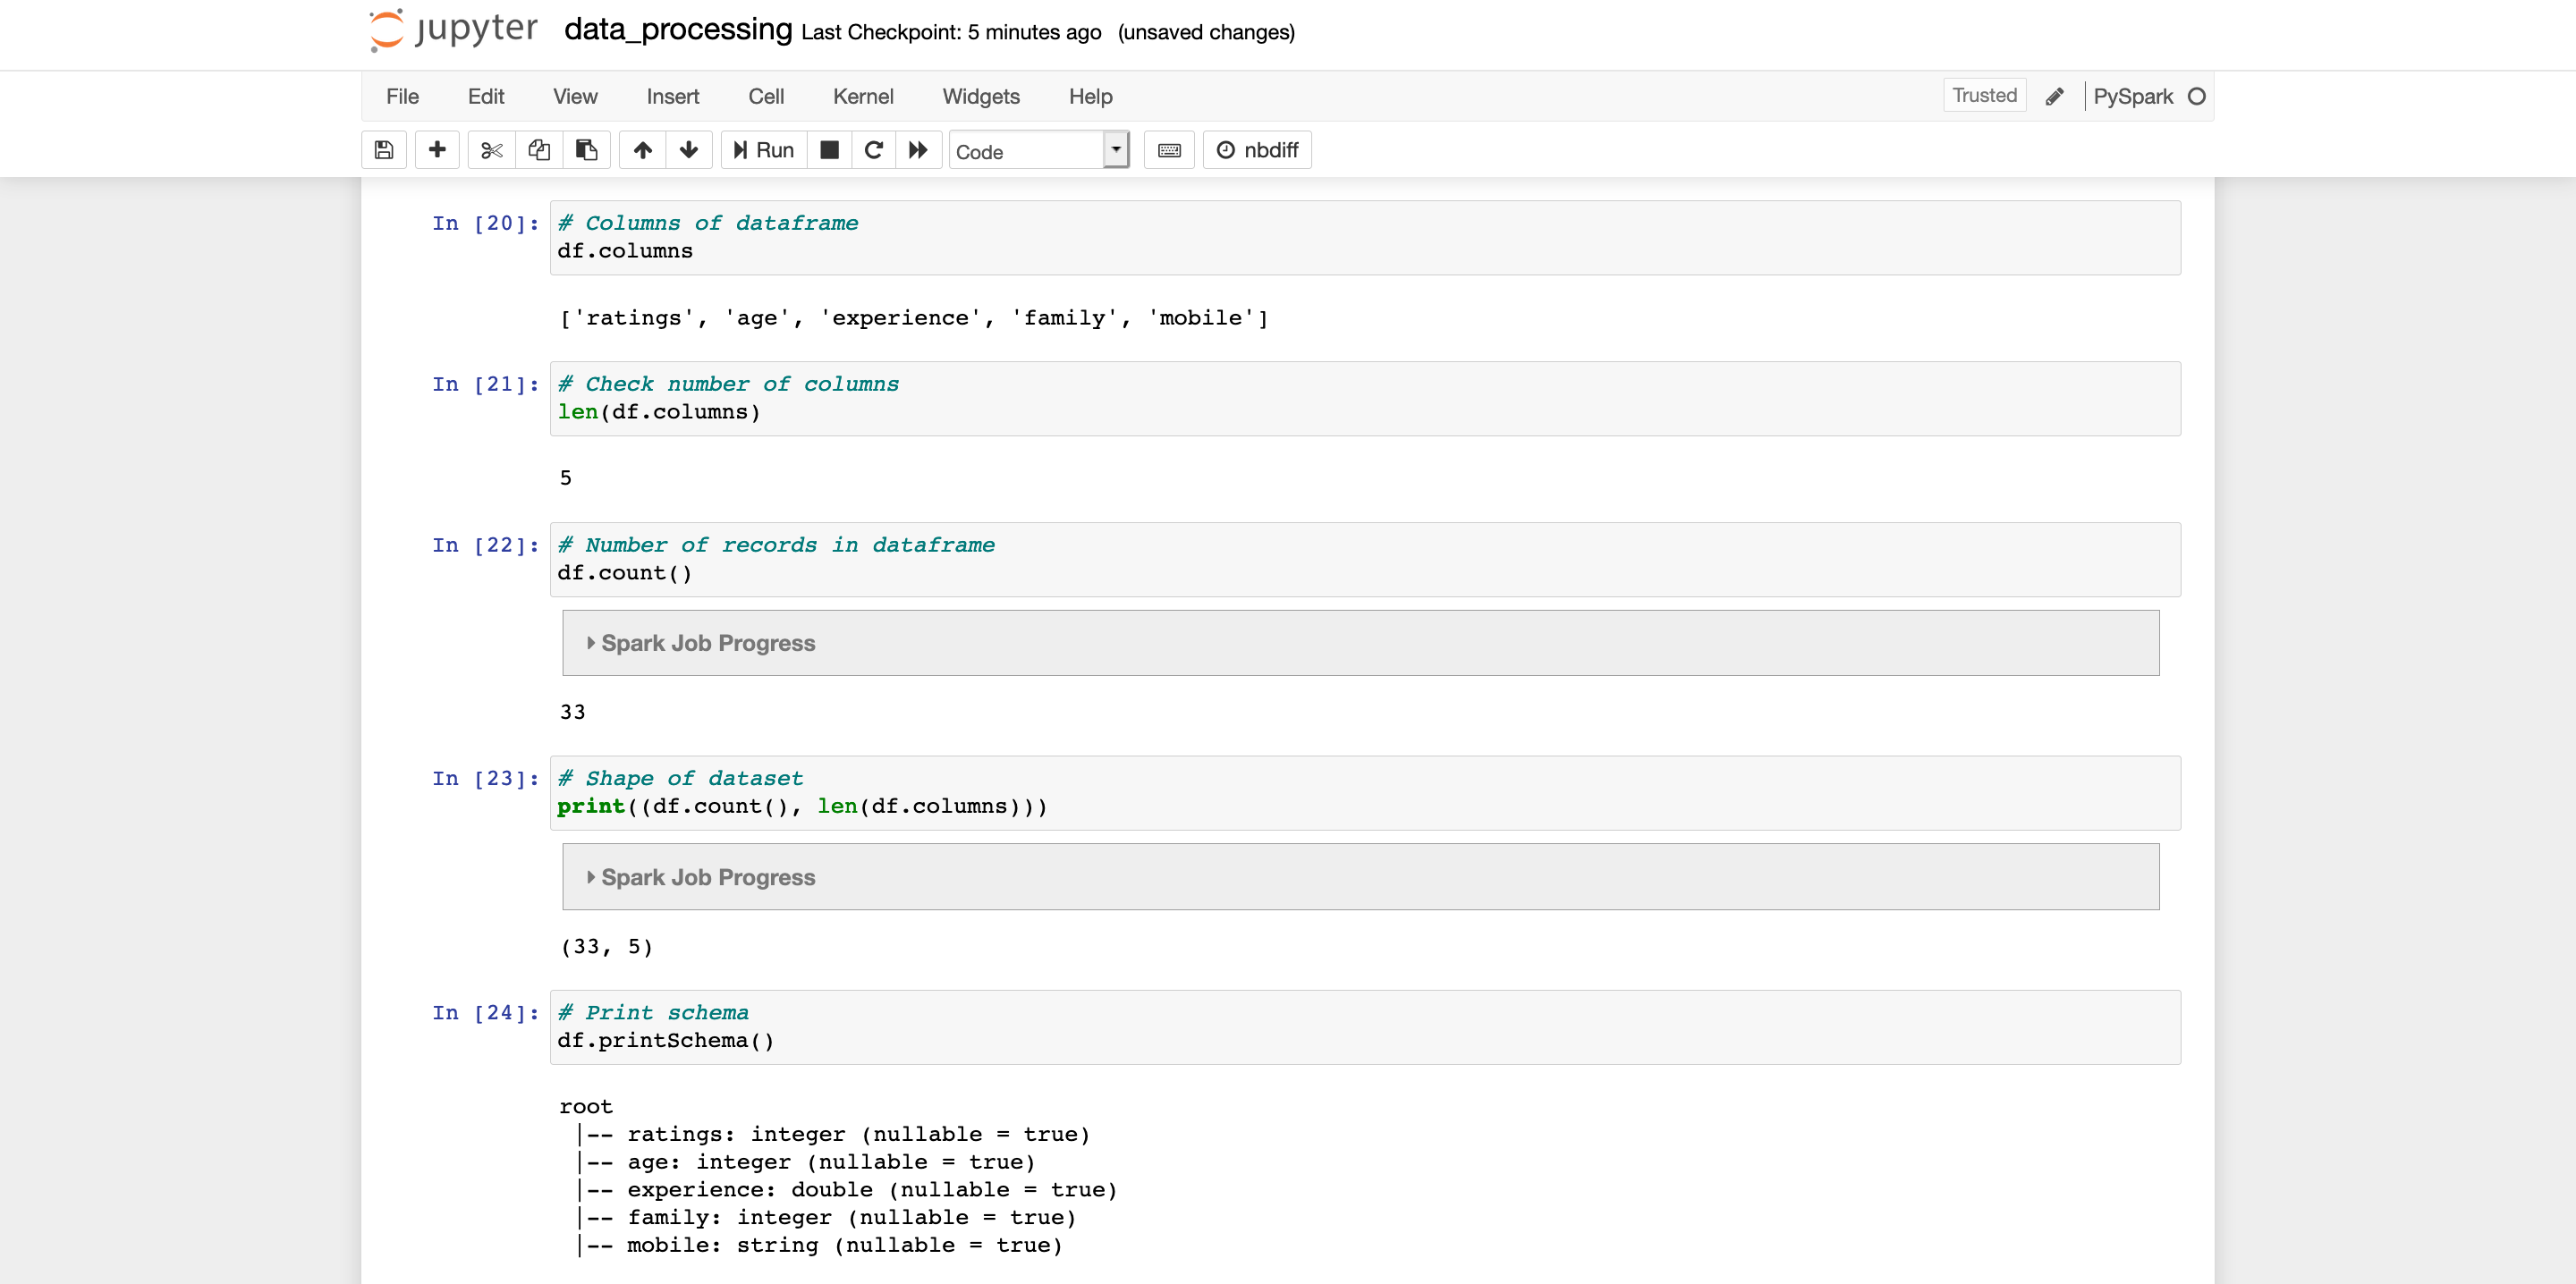 jupyter data_processing Last Checkpoint: 5 minutes ago (unsaved changes)
File Edit View Insert Cell Kernel Widgets Help Trusted PySpark
Run Code nbdiff
In [20]: # Columns of dataframe
df.columns
['ratings', 'age', 'experience', 'family', 'mobile']
In [21]: # Check number of columns
len(df.columns)
5
In [22]: # Number of records in dataframe
df.count()
Spark Job Progress
33
In [23]: # Shape of dataset
print((df.count(), len(df.columns)))
Spark Job Progress
(33, 5)
In [24]: # Print schema
df.printSchema()
root
|-- ratings: integer (nullable = true)
|-- age: integer (nullable = true)
|-- experience: double (nullable = true)
|-- family: integer (nullable = true)
|-- mobile: string (nullable = true)